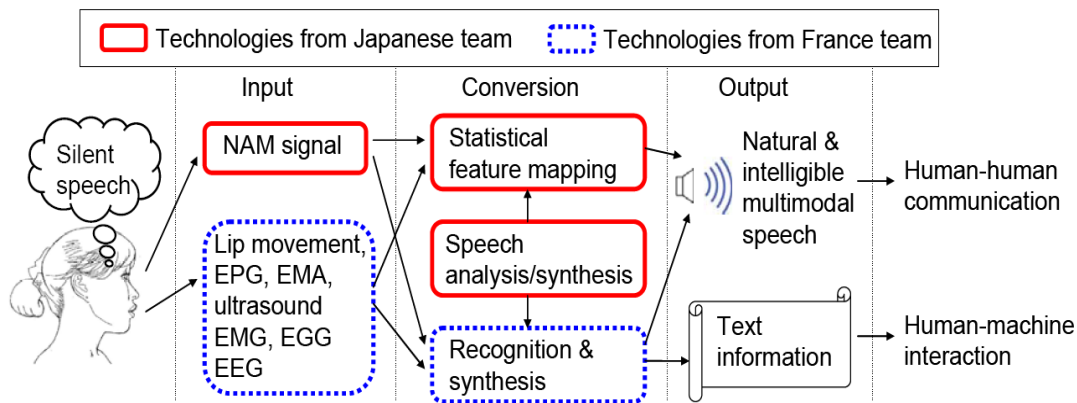 Technologies from Japanese team
Technologies from France team
Input
Conversion
Output
Silent
speech
NAM signal
Lip movement,
EPG, EMA,
ultrasound
EMG, EGG
EEG
Statistical
feature mapping
Speech
analysis/synthesis
Recognition &
synthesis
Natural &
intelligible
multimodal
speech
Text
information
Human-human
communication
Human-machine
interaction